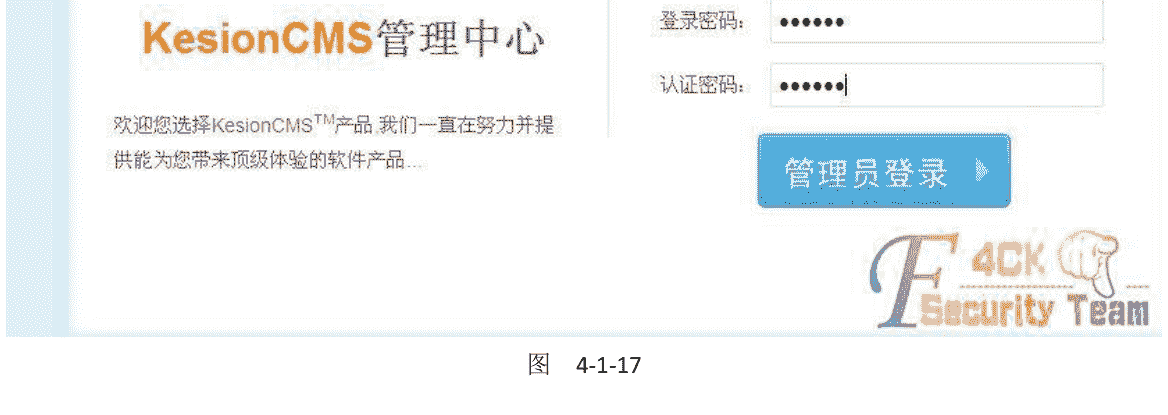 KesionCMS管理中心
欢迎您选择KesionCMS™产品,我们一直在努力并提
供能为您带来顶级体验的软件产品...
登录密码：
认证密码：
管理员登录
F4CK
Security Team
图 4-1-17